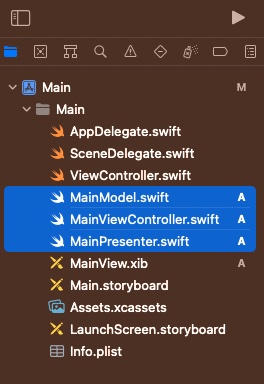 Main M
Main
AppDelegate.swift
SceneDelegate.swift
ViewController.swift
MainModel.swift A
MainViewController.swift A
MainPresenter.swift A
MainView.xib A
Main.storyboard
Assets.xcassets
LaunchScreen.storyboard
Info.plist